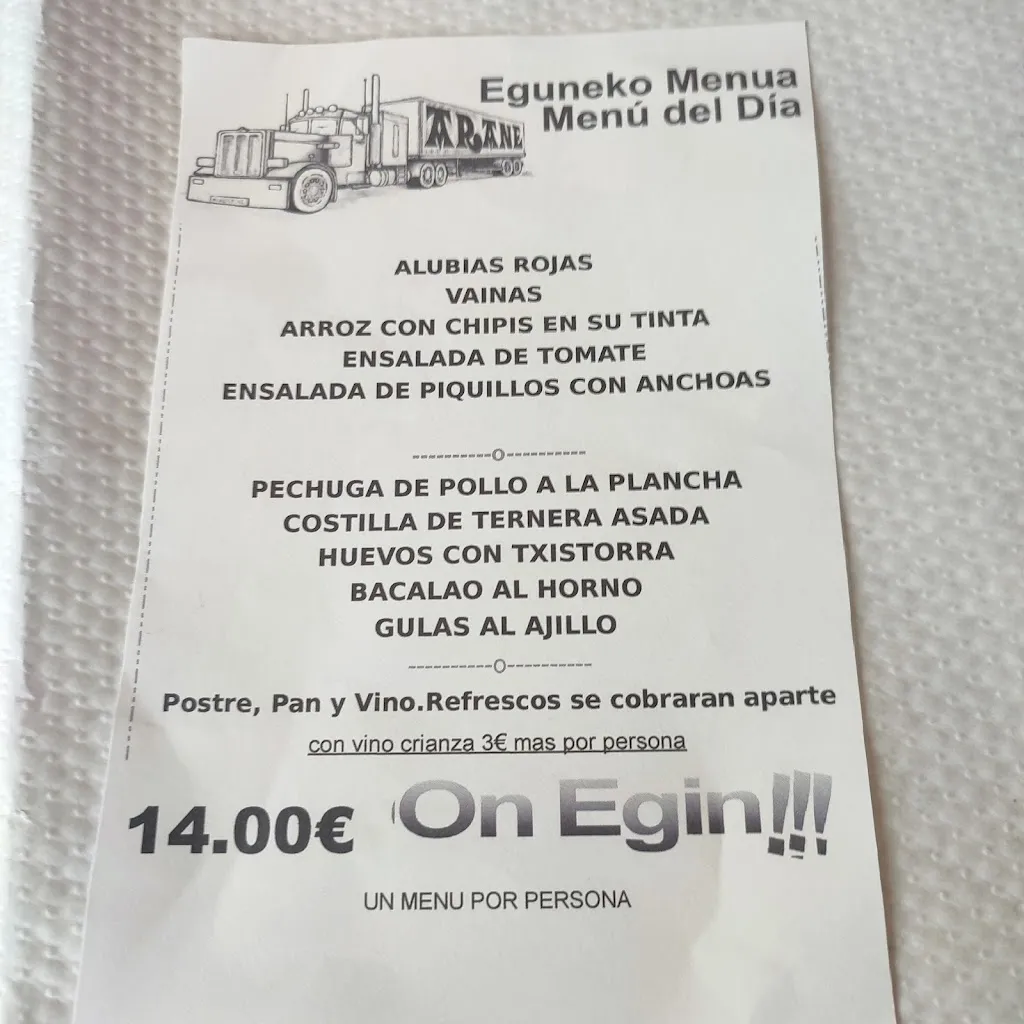 Eguneko Menua
Menú del Día
ARANE
ALUBIAS ROJAS
VAINAS
ARROZ CON CHIPIS EN SU TINTA
ENSALADA DE TOMATE
ENSALADA DE PIQUILLOS CON ANCHOAS
----------O----------
PECHUGA DE POLLO A LA PLANCHA
COSTILLA DE TERNERA ASADA
HUEVOS CON TXISTORRA
BACALAO AL HORNO
GULAS AL AJILLO
----------O----------
Postre, Pan y Vino.Refrescos se cobraran aparte
con vino crianza 3€ mas por persona
14.00€ On Egin!!!
UN MENU POR PERSONA